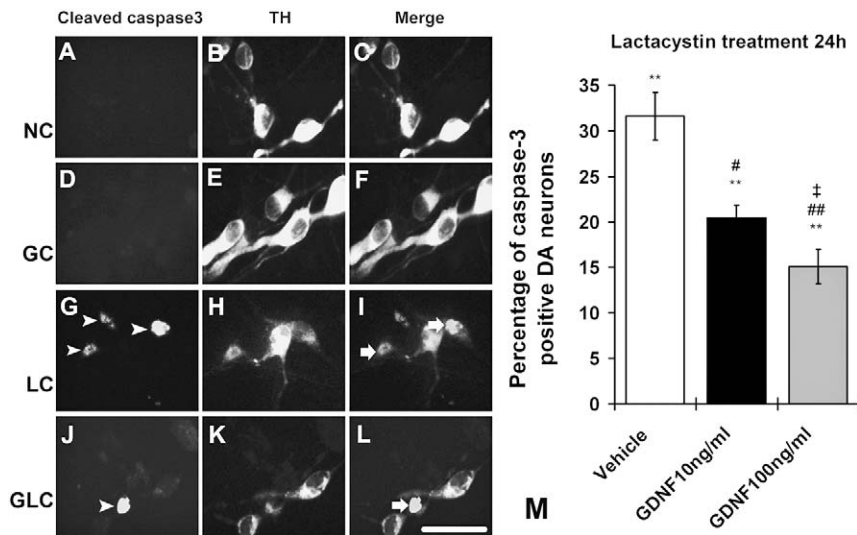 Cleaved caspase3 TH Merge
A B C
NC
D E F
GC
G H I
LC
J K L
GLC
Lactacystin treatment 24h
Percentage of caspase-3
positive DA neurons
35
30
25
20
15
10
5
0
**
#
**
‡
##
**
Vehicle
GDNF10ng/ml
GDNF100ng/ml
M